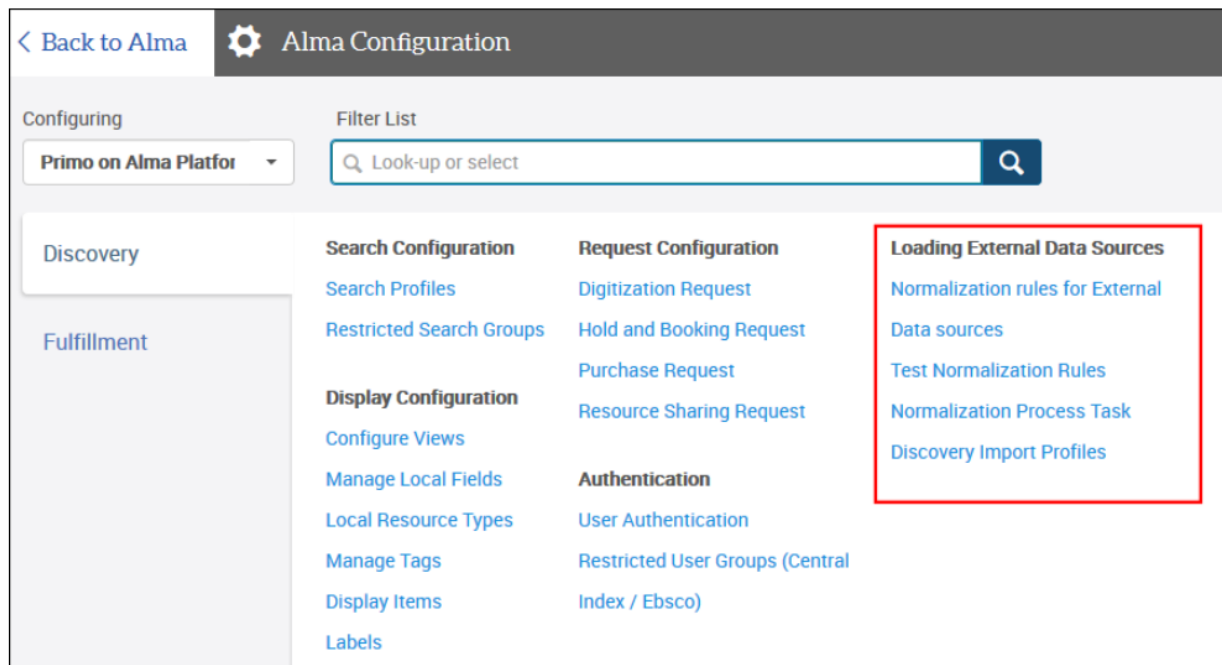 < Back to Alma
Alma Configuration
Configuring
Filter List
Primo on Alma Platfor
Look-up or select
Discovery
Fulfillment
Search Configuration
Search Profiles
Restricted Search Groups
Display Configuration
Configure Views
Manage Local Fields
Local Resource Types
Manage Tags
Display Items
Labels
Request Configuration
Digitization Request
Hold and Booking Request
Purchase Request
Resource Sharing Request
Authentication
User Authentication
Restricted User Groups (Central
Index / Ebsco)
Loading External Data Sources
Normalization rules for External
Data sources
Test Normalization Rules
Normalization Process Task
Discovery Import Profiles